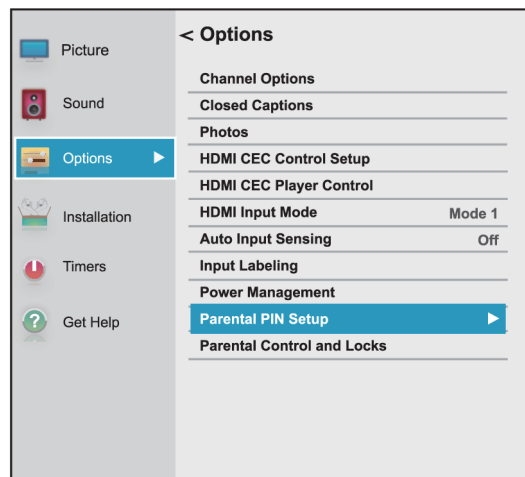 Picture
Sound
Options
Installation
Timers
Get Help
< Options
Channel Options
Closed Captions
Photos
HDMI CEC Control Setup
HDMI CEC Player Control
HDMI Input Mode Mode 1
Auto Input Sensing Off
Input Labeling
Power Management
Parental PIN Setup
Parental Control and Locks